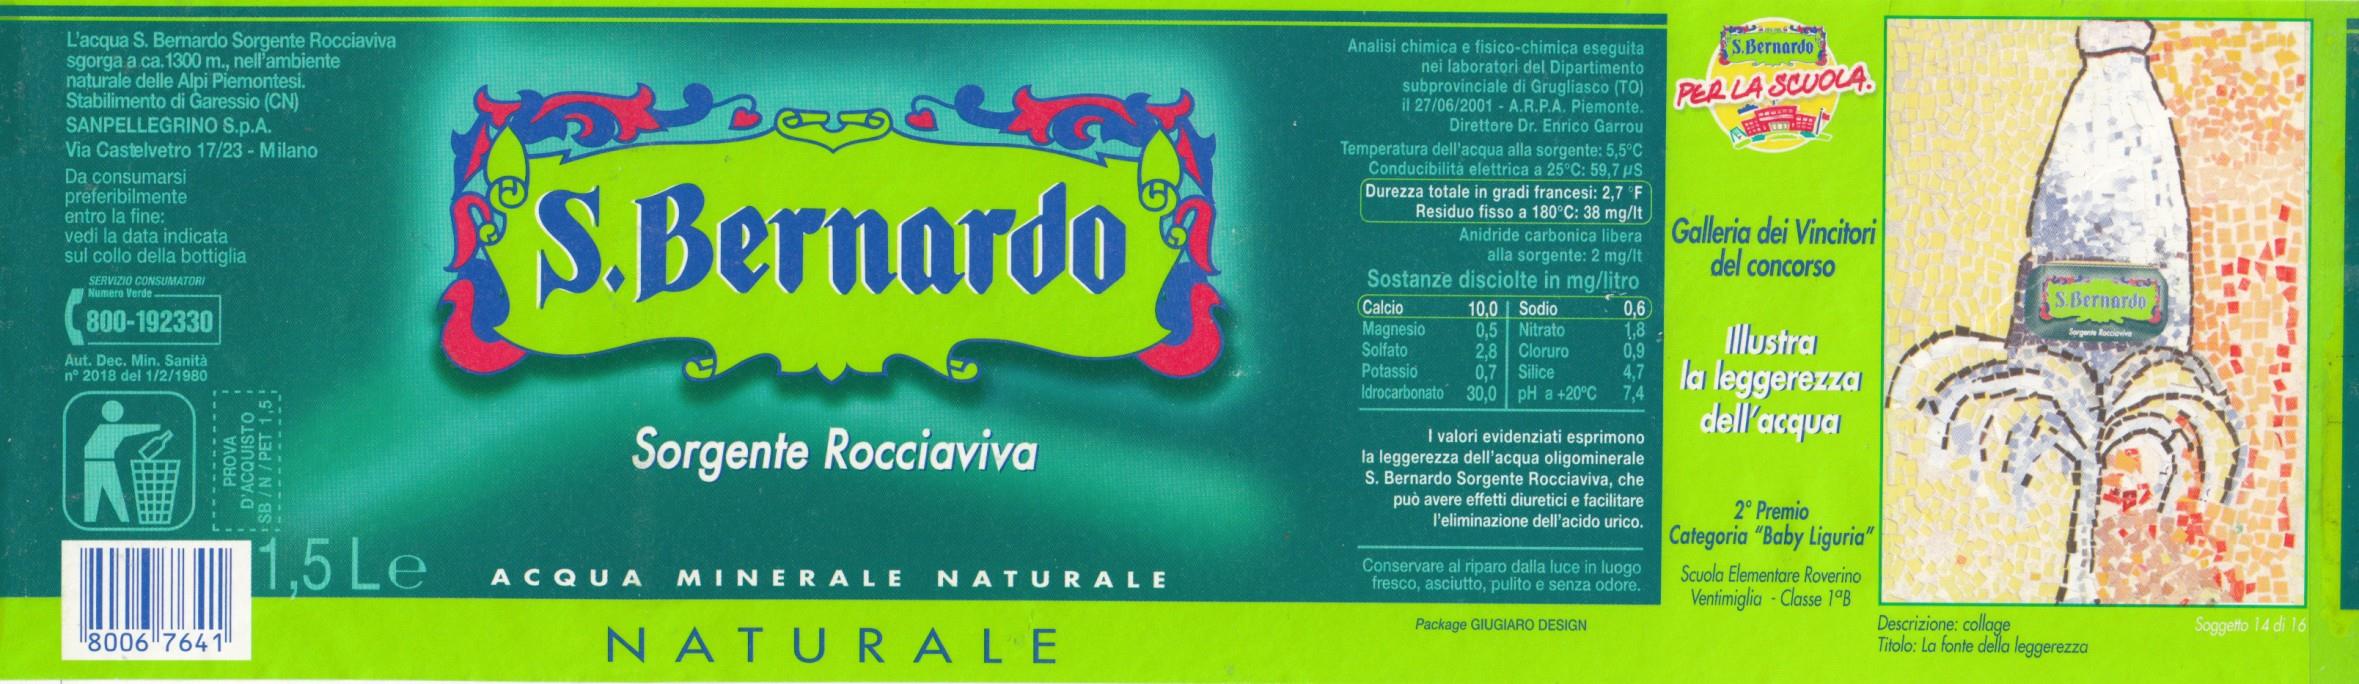 L'acqua S. Bernardo Sorgente Rocciaviva
sgorga a ca.1300 m., nell'ambiente
naturale delle Alpi Piemontesi.
Stabilimento di Garessio (CN)
SANPELLEGRINO S.p.A.
Via Castelvetro 17/23 - Milano
Da consumarsi
preferibilmente
entro la fine:
vedi la data indicata
sul collo della bottiglia
SERVIZIO CONSUMATORI
Numero Verde
800-192330
Aut. Dec. Min. Sanità
n° 2018 del 1/2/1980
PROVA
D'ACQUISTO
SB / N / PET 1,5
8006 7641
1,5 L e
S.Bernardo
Sorgente Rocciaviva
ACQUA MINERALE NATURALE
NATURALE
Analisi chimica e fisico-chimica eseguita
nei laboratori del Dipartimento
subprovinciale di Grugliasco (TO)
il 27/06/2001 - A.R.P.A. Piemonte.
Direttore Dr. Enrico Garrou
Temperatura dell'acqua alla sorgente: 5,5°C
Conducibilità elettrica a 25°C: 59,7 µS
Durezza totale in gradi francesi: 2,7 °F
Residuo fisso a 180°C: 38 mg/lt
Anidride carbonica libera
alla sorgente: 2 mg/lt
Sostanze disciolte in mg/litro
Calcio 10,0 Sodio 0,6
Magnesio 0,5 Nitrato 1,8
Solfato 2,8 Cloruro 0,9
Potassio 0,7 Silice 4,7
Idrocarbonato 30,0 pH a +20°C 7,4
I valori evidenziati esprimono
la leggerezza dell'acqua oligominerale
S. Bernardo Sorgente Rocciaviva, che
può avere effetti diuretici e facilitare
l'eliminazione dell'acido urico.
Conservare al riparo dalla luce in luogo
fresco, asciutto, pulito e senza odore.
Package GIUGIARO DESIGN
S.Bernardo
PER LA SCUOLA.
Galleria dei Vincitori
del concorso
Illustra
la leggerezza
dell'acqua
2° Premio
Categoria "Baby Liguria"
Scuola Elementare Roverino
Ventimiglia - Classe 1ªB
S.Bernardo
Sorgente Rocciaviva
Descrizione: collage
Titolo: La fonte della leggerezza
Soggetto 14 di 16